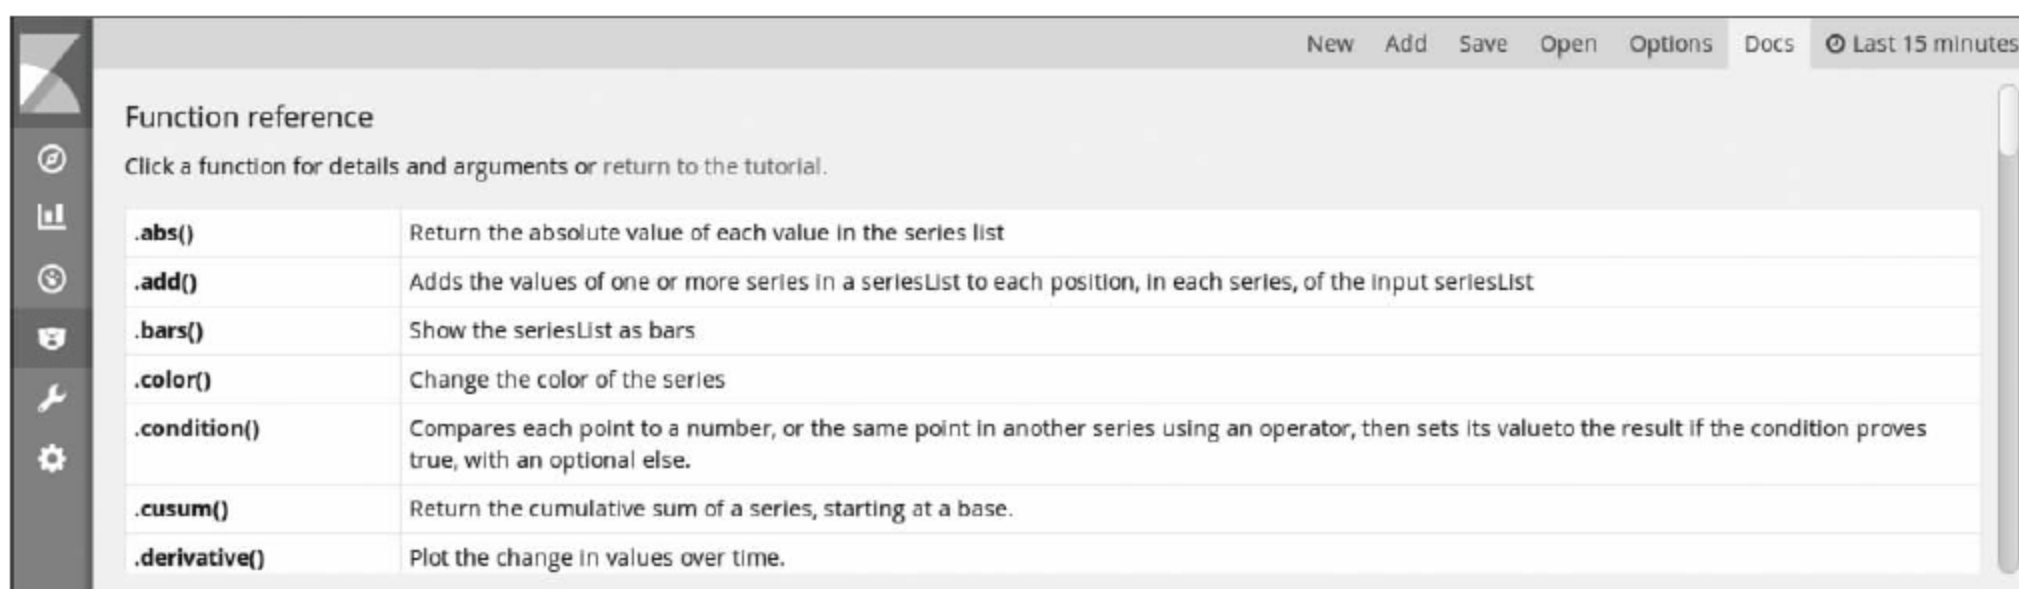 New Add Save Open Options Docs Last 15 minutes
Function reference
Click a function for details and arguments or return to the tutorial.
.abs() Return the absolute value of each value in the series list
.add() Adds the values of one or more series in a seriesList to each position, in each series, of the input seriesList
.bars() Show the seriesList as bars
.color() Change the color of the series
.condition() Compares each point to a number, or the same point in another series using an operator, then sets its valueto the result if the condition proves
true, with an optional else.
.cusum() Return the cumulative sum of a series, starting at a base.
.derivative() Plot the change in values over time.